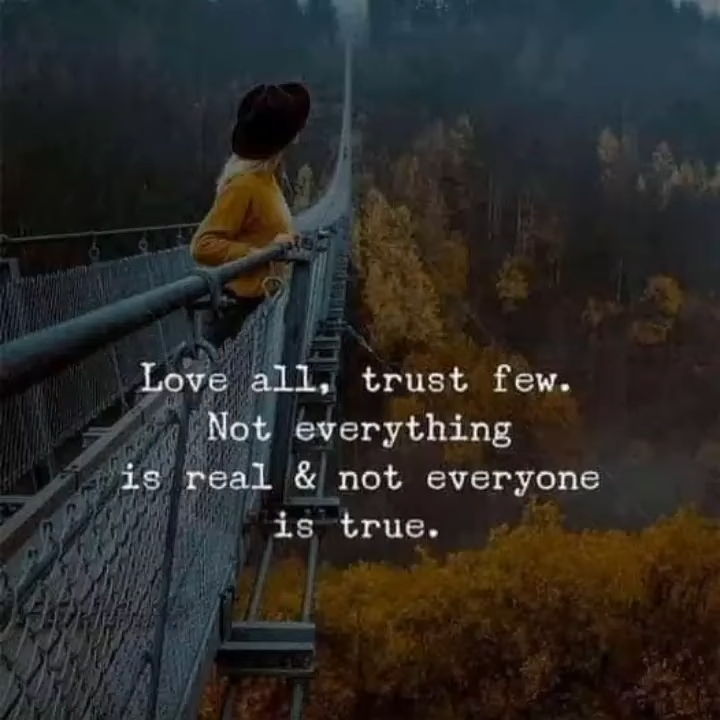 Love all, trust few.
Not everything
is real & not everyone
is true.